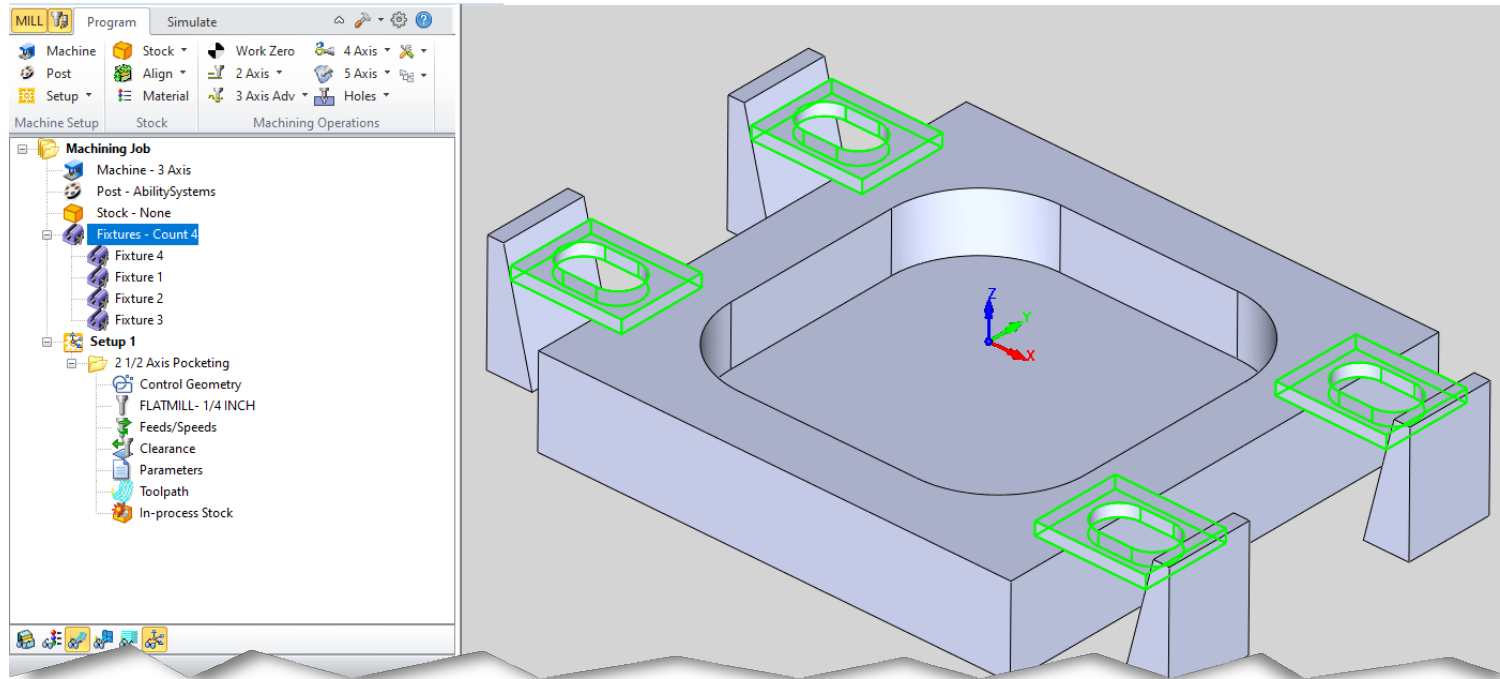 MILL Program Simulate
Machine Stock Work Zero 4 Axis
Post Align 2 Axis 5 Axis
Setup Material 3 Axis Adv Holes
Machine Setup Stock Machining Operations
Machining Job
Machine - 3 Axis
Post - AbilitySystems
Stock - None
Fixtures - Count 4
Fixture 4
Fixture 1
Fixture 2
Fixture 3
Setup 1
2 1/2 Axis Pocketing
Control Geometry
FLATMILL- 1/4 INCH
Feeds/Speeds
Clearance
Parameters
Toolpath
In-process Stock
Z
Y
X